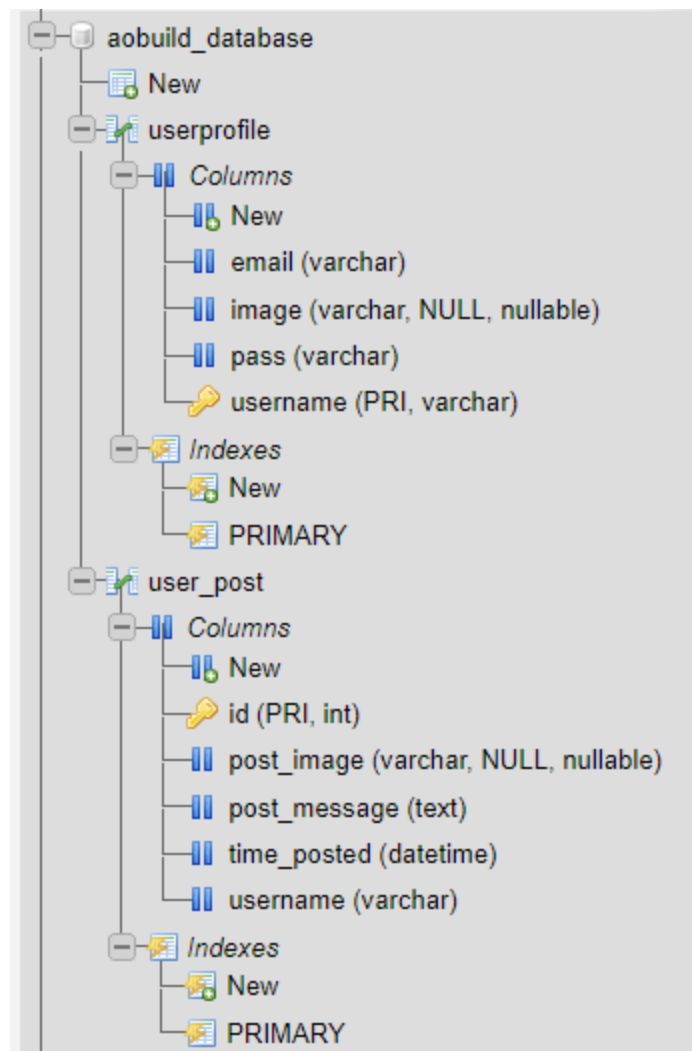 aobuild_database
New
userprofile
Columns
New
email (varchar)
image (varchar, NULL, nullable)
pass (varchar)
username (PRI, varchar)
Indexes
New
PRIMARY
user_post
Columns
New
id (PRI, int)
post_image (varchar, NULL, nullable)
post_message (text)
time_posted (datetime)
username (varchar)
Indexes
New
PRIMARY